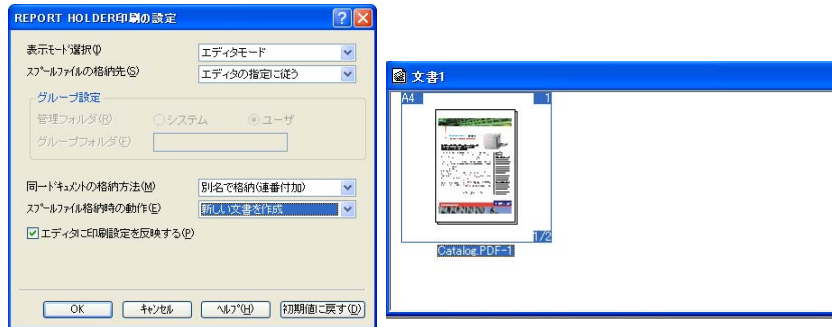 REPORT HOLDER印刷の設定
表示モード選択(I)
エディタモード
スプールファイルの格納先(S)
エディタの指定に従う
グループ設定
管理フォルダ(R)
システム
ユーザ
グループフォルダ(F)
同一ドキュメントの格納方法(M)
別名で格納(連番付加)
スプールファイル格納時の動作(E)
新しい文書を作成
エディタに印刷設定を反映する(P)
OK
キャンセル
ヘルプ(H)
初期値に戻す(D)
文書1
A4
1
1/2
Catalog.PDF-1